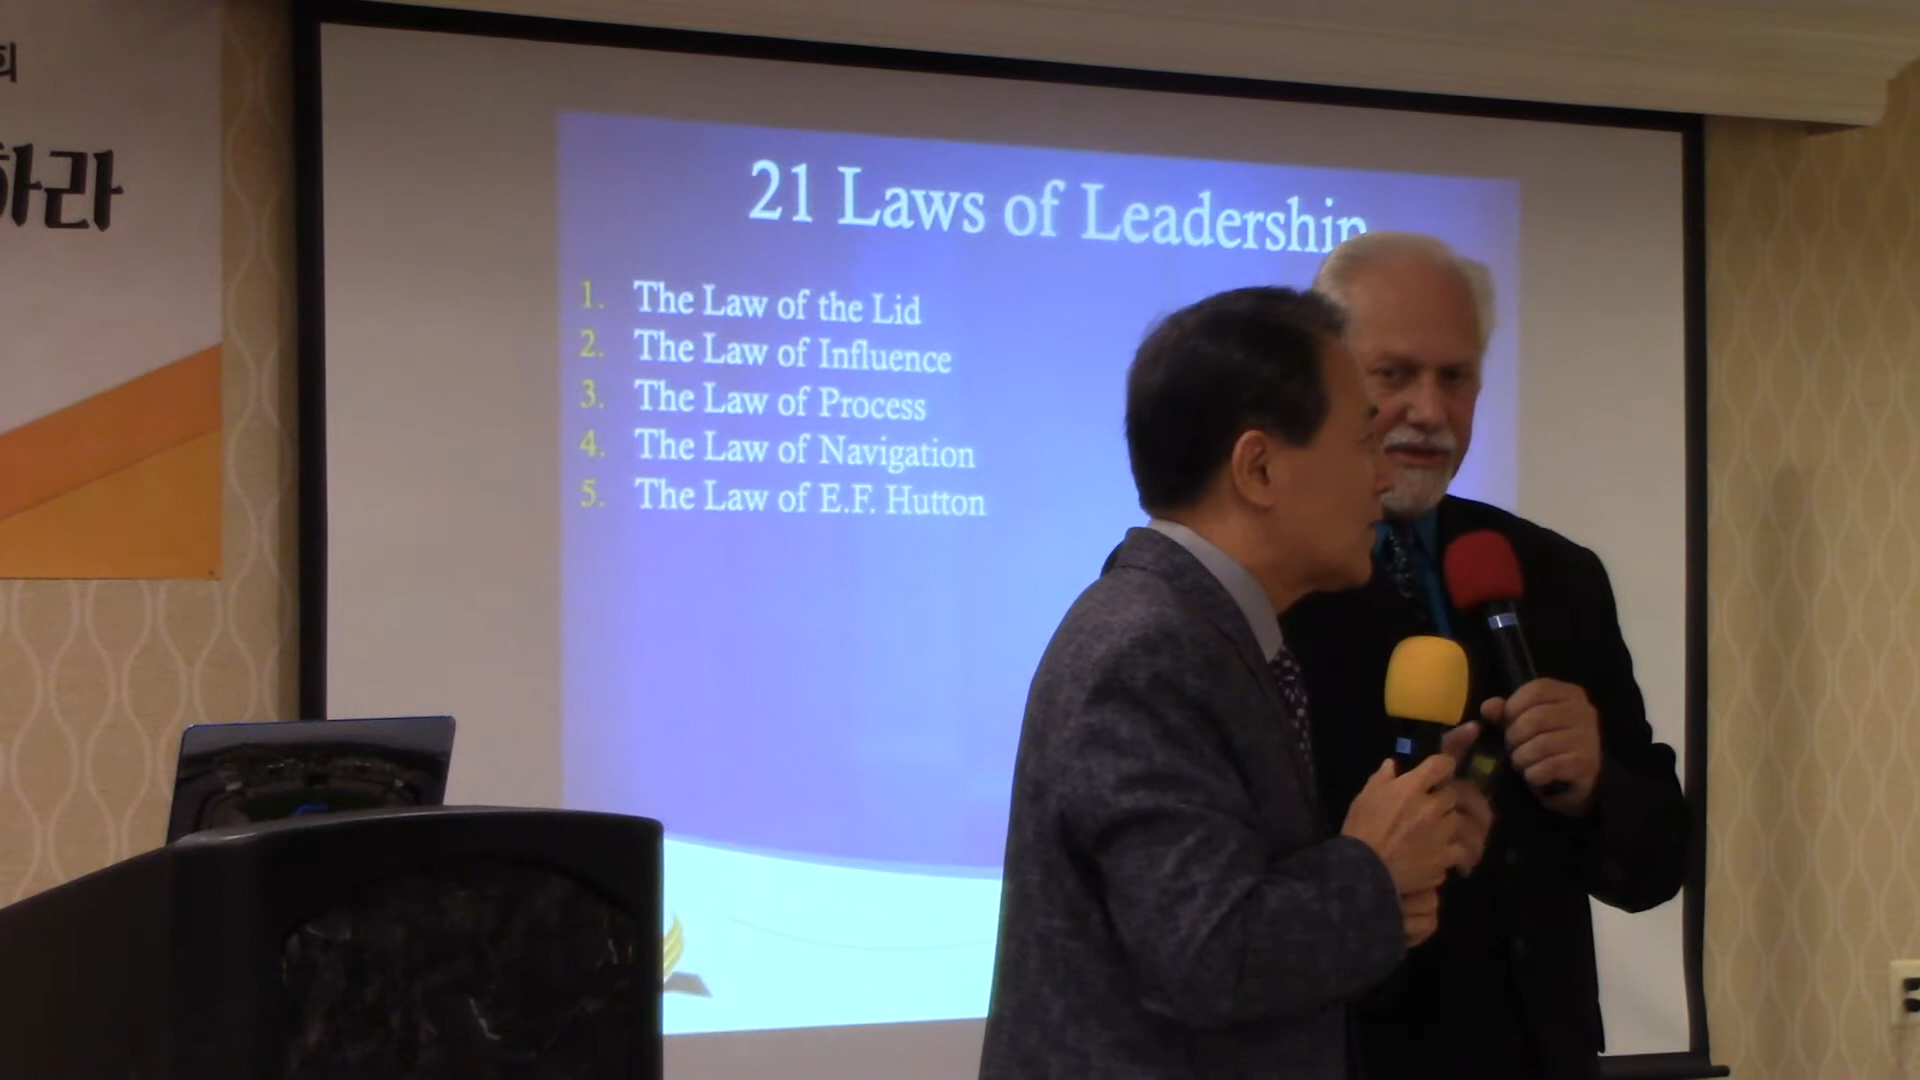 회
하라
21 Laws of Leadership
1. The Law of the Lid
2. The Law of Influence
3. The Law of Process
4. The Law of Navigation
5. The Law of E.F. Hutton